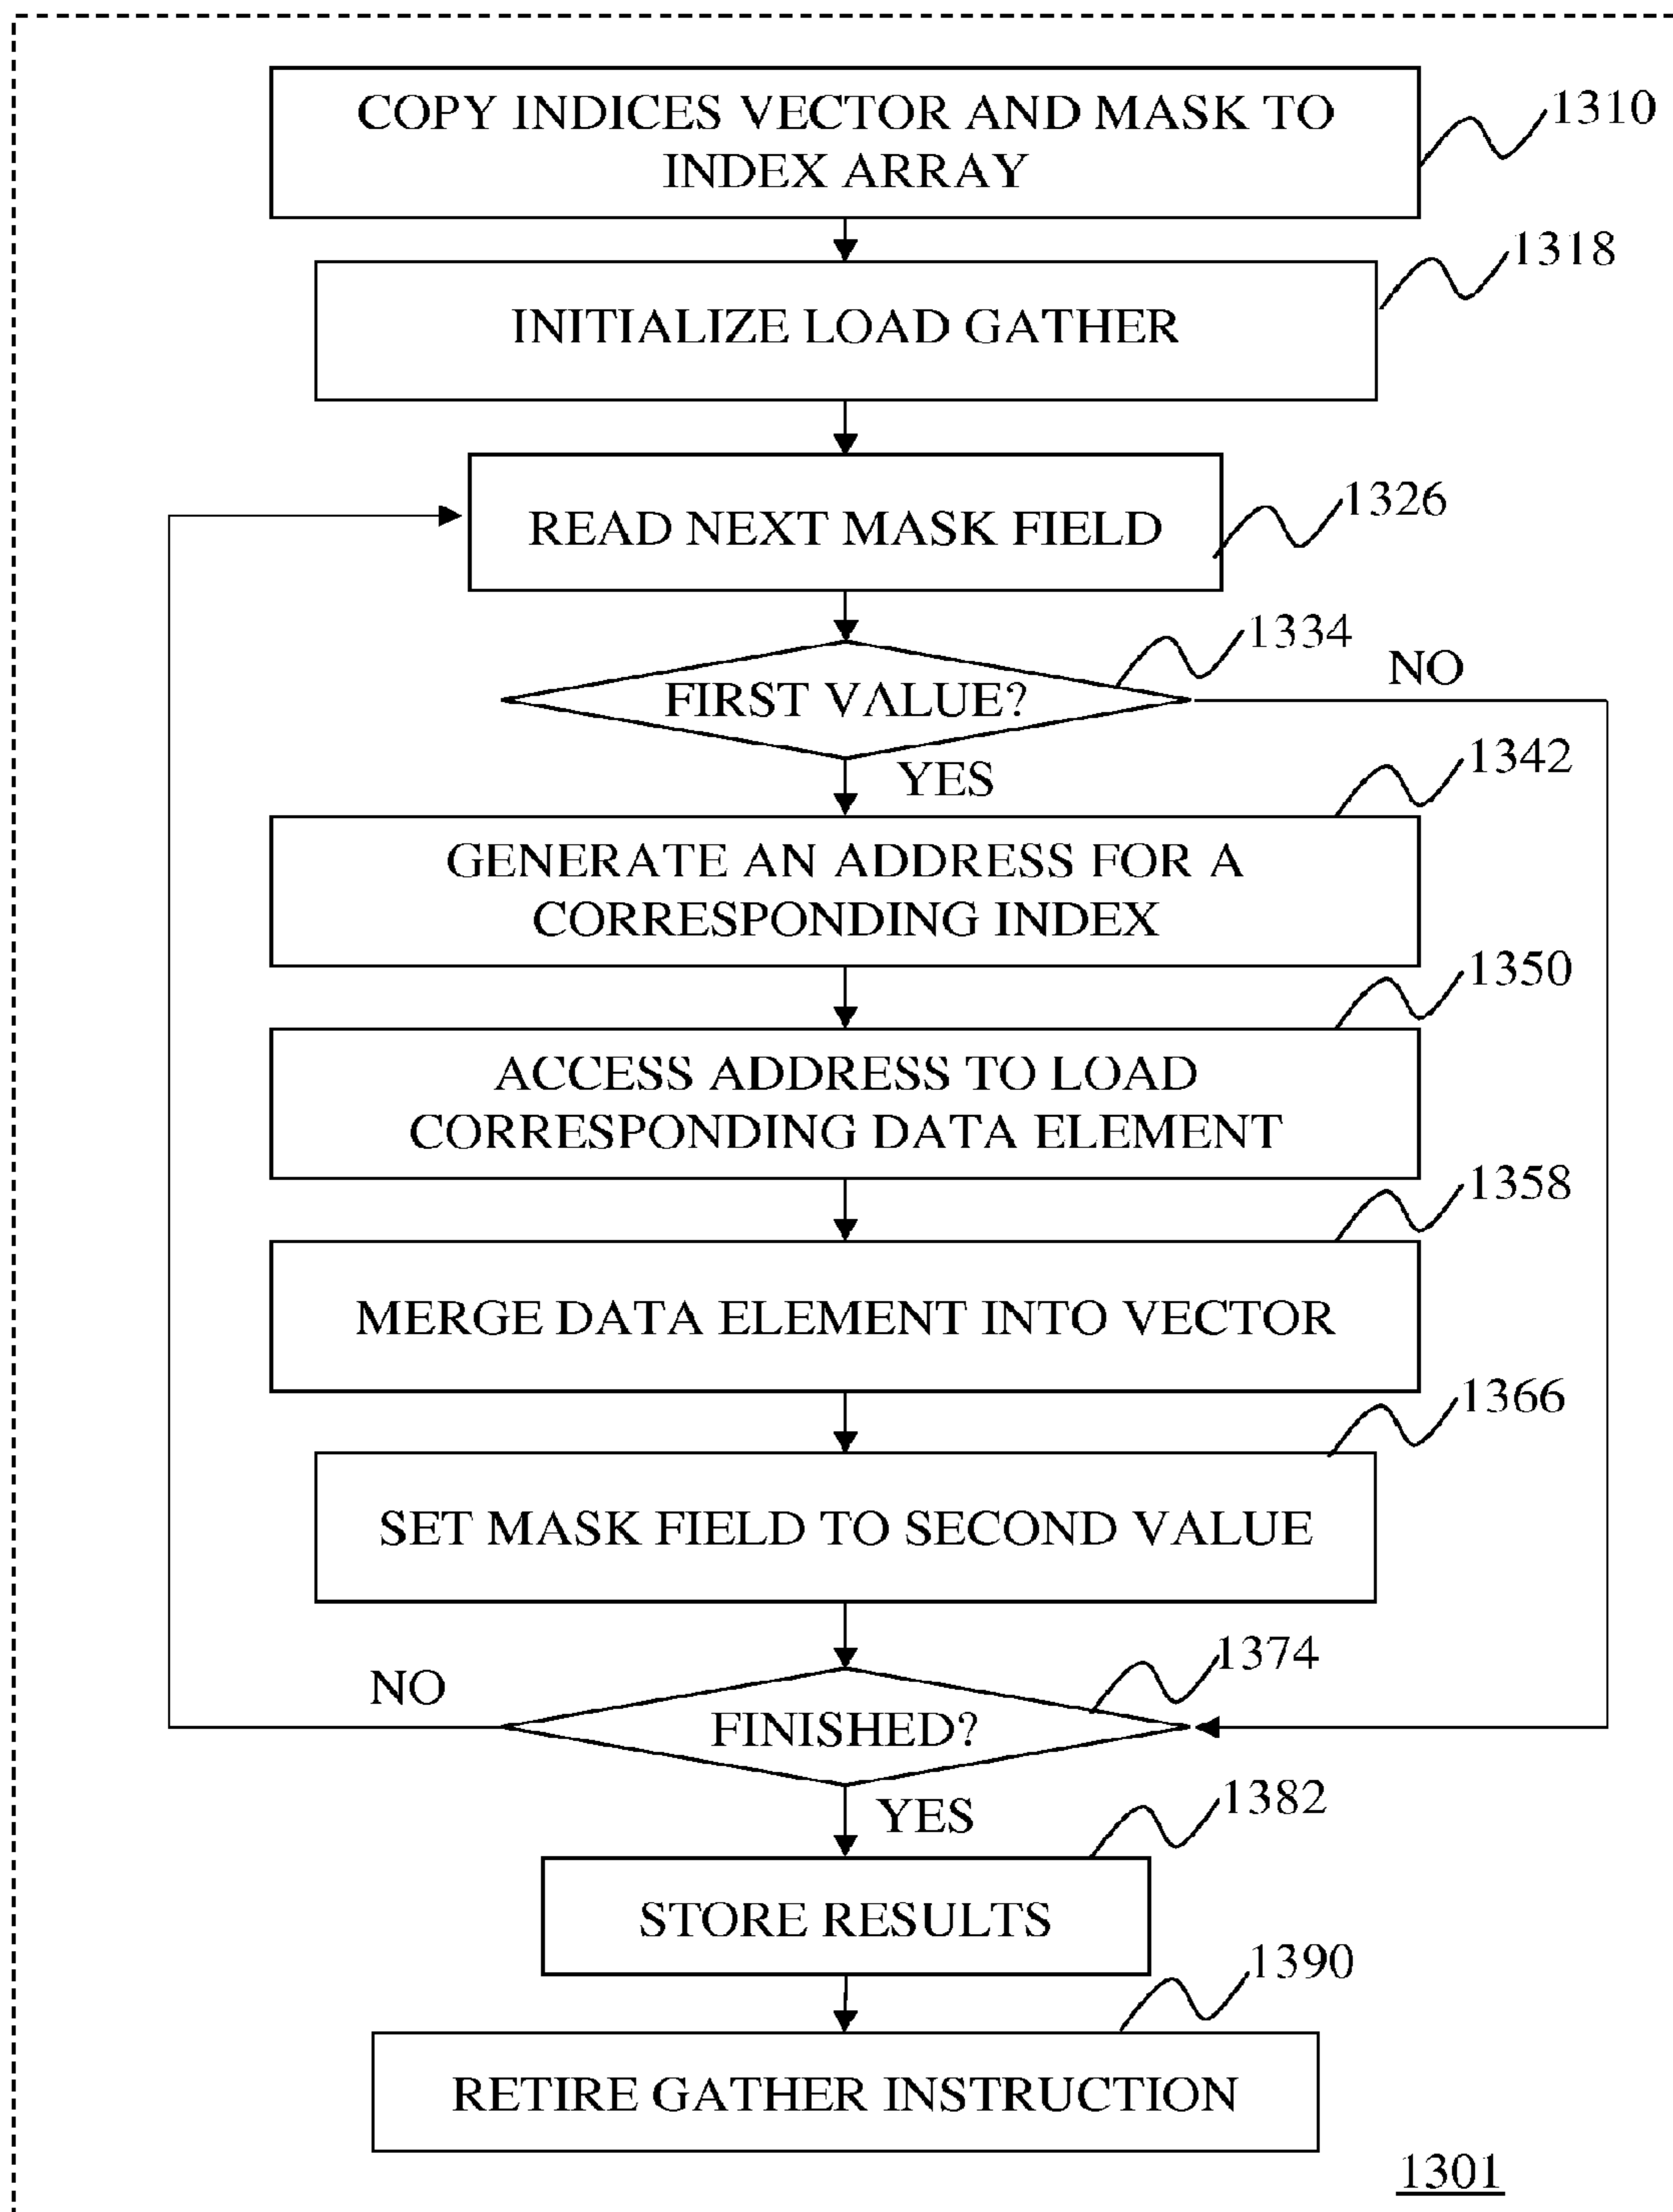 COPY INDICES VECTOR AND MASK TO
INDEX ARRAY
1310
INITIALIZE LOAD GATHER
1318
READ NEXT MASK FIELD
1326
FIRST VALUE?
1334
NO
YES
GENERATE AN ADDRESS FOR A
CORRESPONDING INDEX
1342
ACCESS ADDRESS TO LOAD
CORRESPONDING DATA ELEMENT
1350
MERGE DATA ELEMENT INTO VECTOR
1358
SET MASK FIELD TO SECOND VALUE
1366
NO
FINISHED?
1374
YES
STORE RESULTS
1382
RETIRE GATHER INSTRUCTION
1390
1301